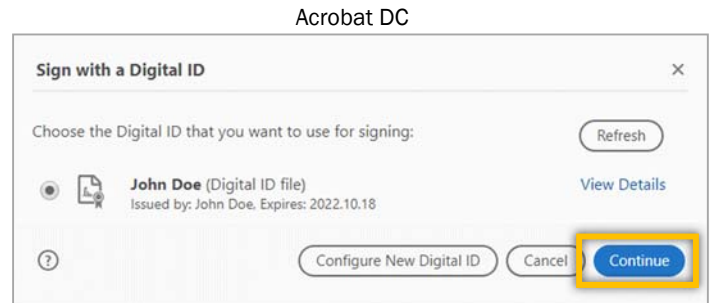 Acrobat DC
Sign with a Digital ID
Choose the Digital ID that you want to use for signing:
Refresh
John Doe (Digital ID file)
View Details
Issued by: John Doe, Expires: 2022.10.18
?
Configure New Digital ID
Cancel
Continue